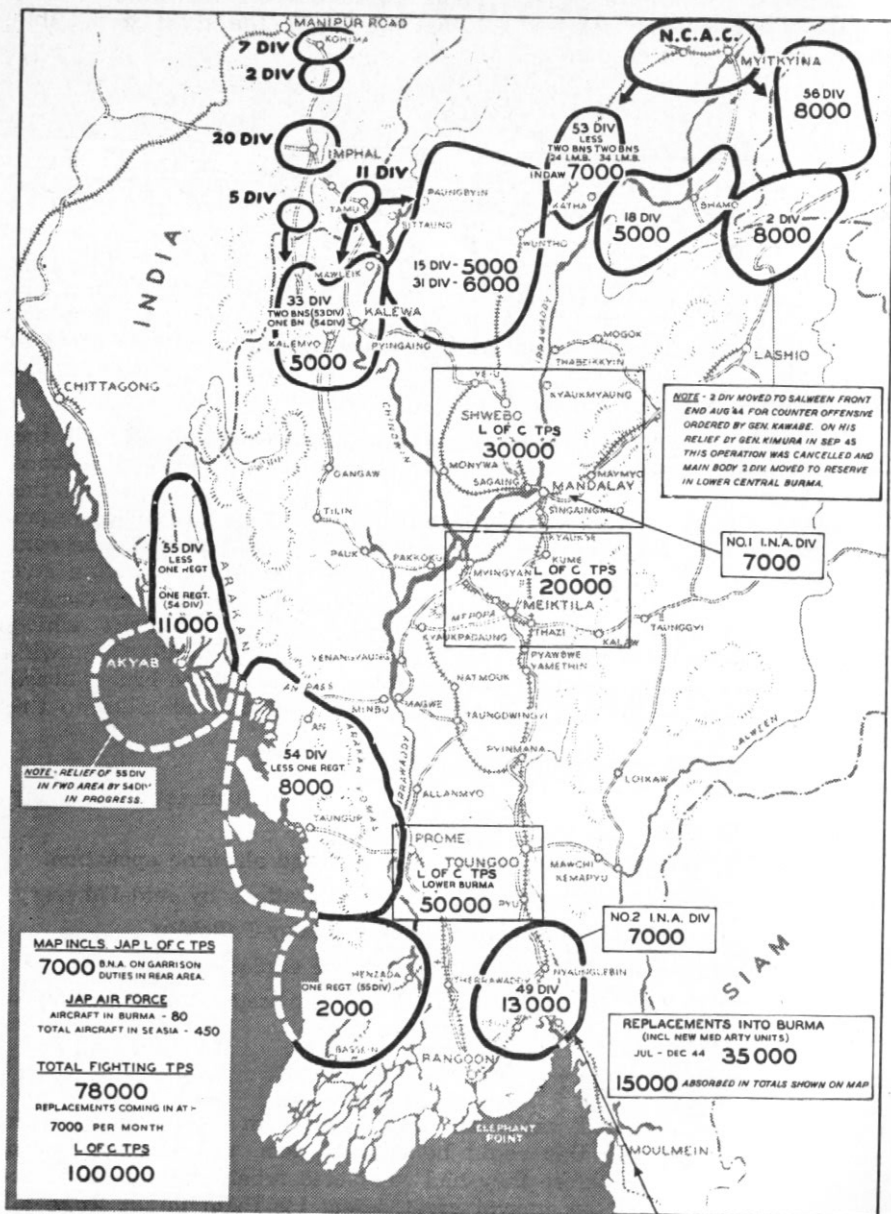 MANIPUR ROAD
7 DIV
KOHIMA
2 DIV
N.C.A.C.
MYITKYINA
56 DIV
8000
20 DIV
IMPHAL
11 DIV
53 DIV
LESS
TWO BNS TWO BNS
24 I.M.B. 34 I.M.B.
7000
INDAW
KATHA
5 DIV
TAMU
PAUNGBYIN
SITTAUNG
WUNTHO
18 DIV
5000
BHAMO
2 DIV
8000
INDIA
MAWLEIK
15 DIV - 5000
31 DIV - 6000
33 DIV
TWO BNS (53 DIV)
ONE BN (54 DIV)
KALEWA
KALEMYO
5000
PYINGAING
IRRAWADDY
MOGOK
THABEIKKYIN
LASHIO
CHITTAGONG
YE-U
KYAUKMYAUNG
SHWEBO
L OF C TPS
30000
CHINDWIN
NOTE - 2 DIV MOVED TO SALWEEN FRONT
END AUG 44 FOR COUNTER OFFENSIVE
ORDERED BY GEN. KAWABE. ON HIS
RELIEF BY GEN. KIMURA IN SEP 45
THIS OPERATION WAS CANCELLED AND
MAIN BODY 2 DIV. MOVED TO RESERVE
IN LOWER CENTRAL BURMA.
GANGAW
MONYWA
SAGAING
MAYMYO
MANDALAY
SINGAINGMYO
TILIN
PAUK
PAKKOKU
KYAUKSE
KUME
NO.1 I.N.A. DIV
7000
55 DIV
LESS
ONE REGT
ONE REGT.
(54 DIV)
11000
ARAKAN
MYINGYAN
L OF C TPS
20000
MEIKTILA
KYAUKPADAUNG
THAZI
KALAW
TAUNGGYI
AKYAB
YENANGYAUNG
PYAWBWE
YAMETHIN
AN PASS
NATMOUK
MINBU
MAGWE
AN
TAUNGDWINGYI
SALWEEN
NOTE - RELIEF OF 55 DIV
IN FWD AREA BY 54 DIV
IN PROGRESS.
54 DIV
LESS ONE REGT.
8000
ARAKAN YOMAS
IRRAWADDY
PYINMANA
LOIKAW
ALLANMYO
TAUNGUP
PROME
TOUNGOO
L OF C TPS
LOWER BURMA
50000
MAWCHI
KEMAPYU
PYU
NO.2 I.N.A. DIV
7000
MAP INCLS. JAP L OF C TPS
7000 B.N.A. ON GARRISON
DUTIES IN REAR AREA.
JAP AIR FORCE
AIRCRAFT IN BURMA - 80
TOTAL AIRCRAFT IN SE ASIA - 450
TOTAL FIGHTING TPS
78000
REPLACEMENTS COMING IN AT :-
7000 PER MONTH
L OF C TPS
100000
HENZADA
ONE REGT (55 DIV)
2000
BASSEIN
THERRAWADDY
NYAUNGLEBIN
49 DIV
13000
PEGU
SIAM
RANGOON
ELEPHANT
POINT
REPLACEMENTS INTO BURMA
(INCL NEW MED ARTY UNITS)
JUL - DEC 44 35000
15000 ABSORBED IN TOTALS SHOWN ON MAP
MOULMEIN